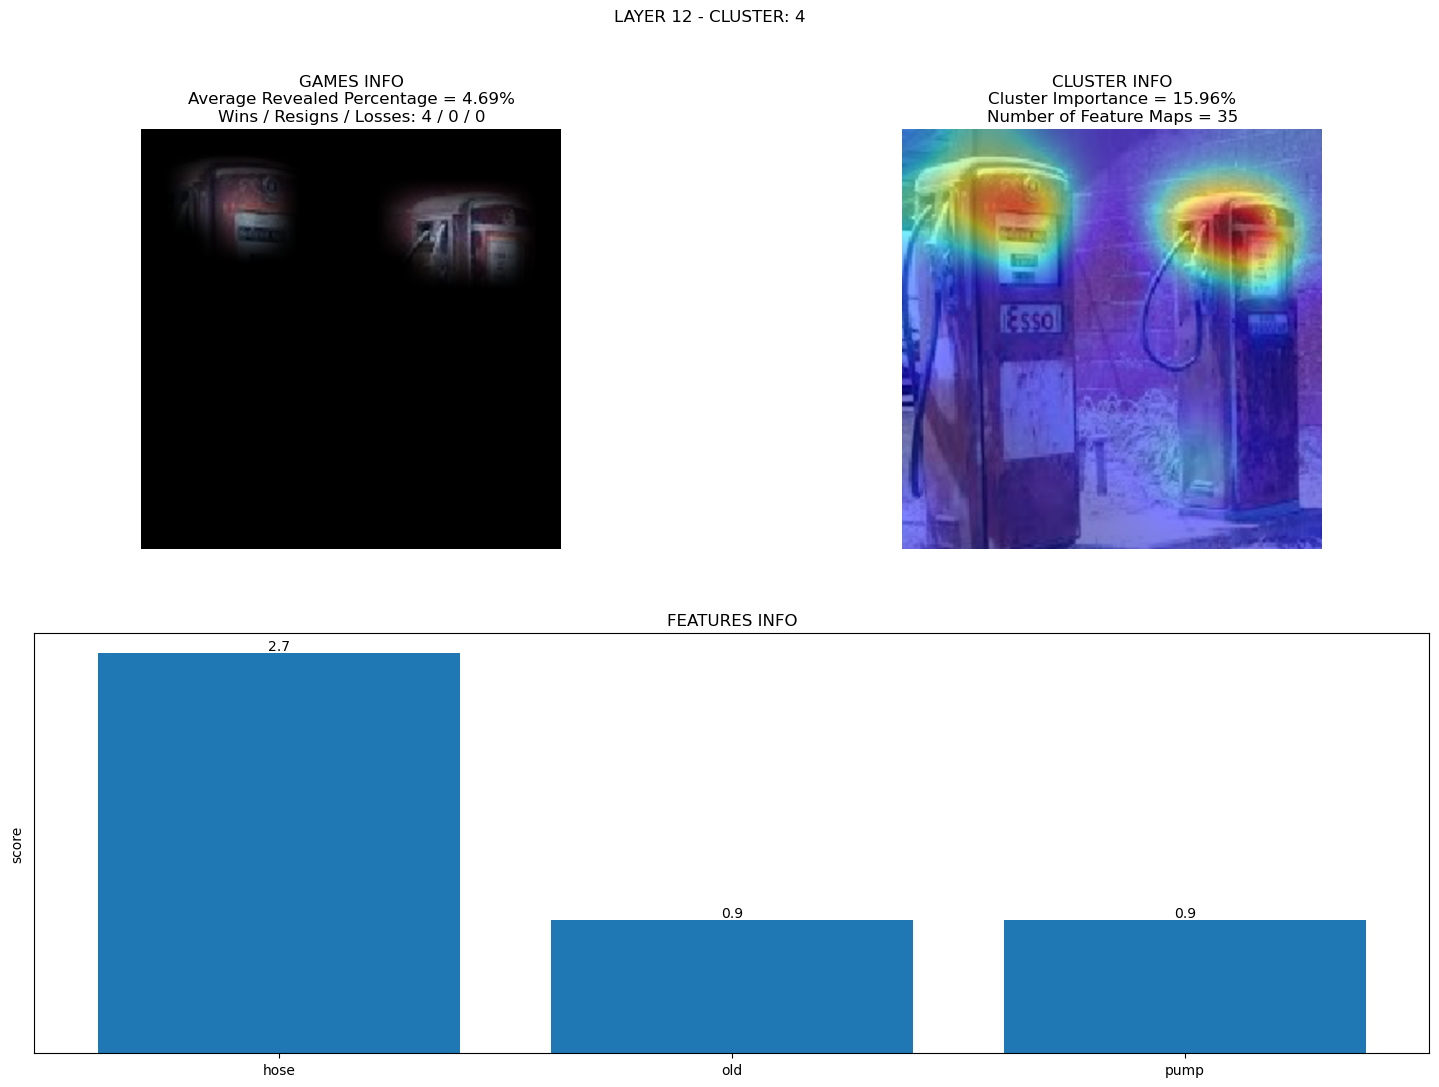 LAYER 12 - CLUSTER: 4
GAMES INFO
Average Revealed Percentage = 4.69%
Wins / Resigns / Losses: 4 / 0 / 0
CLUSTER INFO
Cluster Importance = 15.96%
Number of Feature Maps = 35
ESSO
FEATURES INFO
score
2.7
0.9
0.9
hose
old
pump